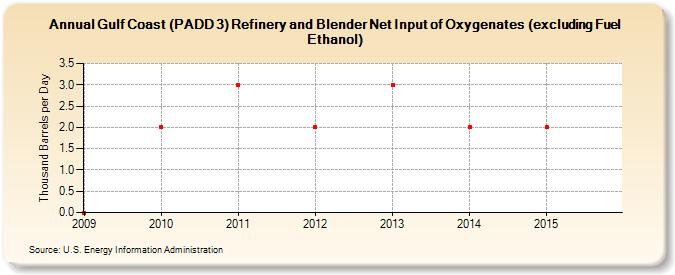 Annual Gulf Coast (PADD 3) Refinery and Blender Net Input of Oxygenates (excluding Fuel
Ethanol)
Thousand Barrels per Day
3.5
3.0
2.5
2.0
1.5
1.0
0.5
0.0
2009 2010 2011 2012 2013 2014 2015
Source: U.S. Energy Information Administration